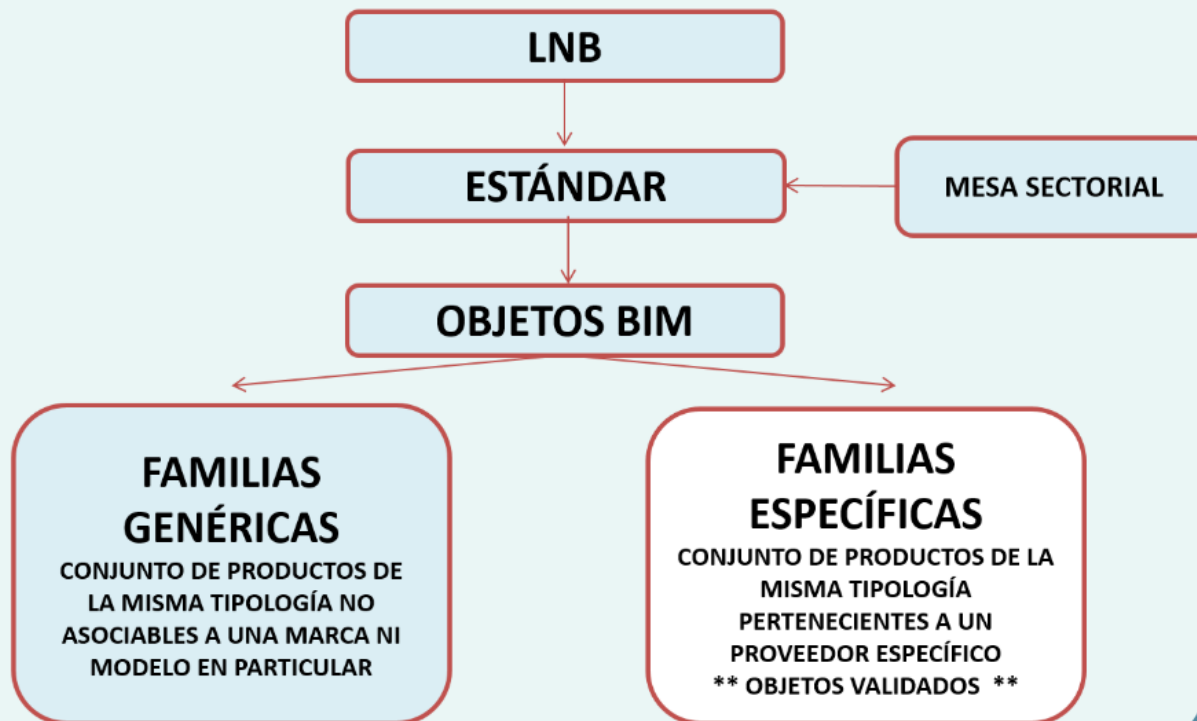 LNB
ESTÁNDAR
MESA SECTORIAL
OBJETOS BIM
FAMILIAS
GENÉRICAS
CONJUNTO DE PRODUCTOS DE
LA MISMA TIPOLOGÍA NO
ASOCIABLES A UNA MARCA NI
MODELO EN PARTICULAR
FAMILIAS
ESPECÍFICAS
CONJUNTO DE PRODUCTOS DE LA
MISMA TIPOLOGÍA
PERTENECIENTES A UN
PROVEEDOR ESPECÍFICO
** OBJETOS VALIDADOS **